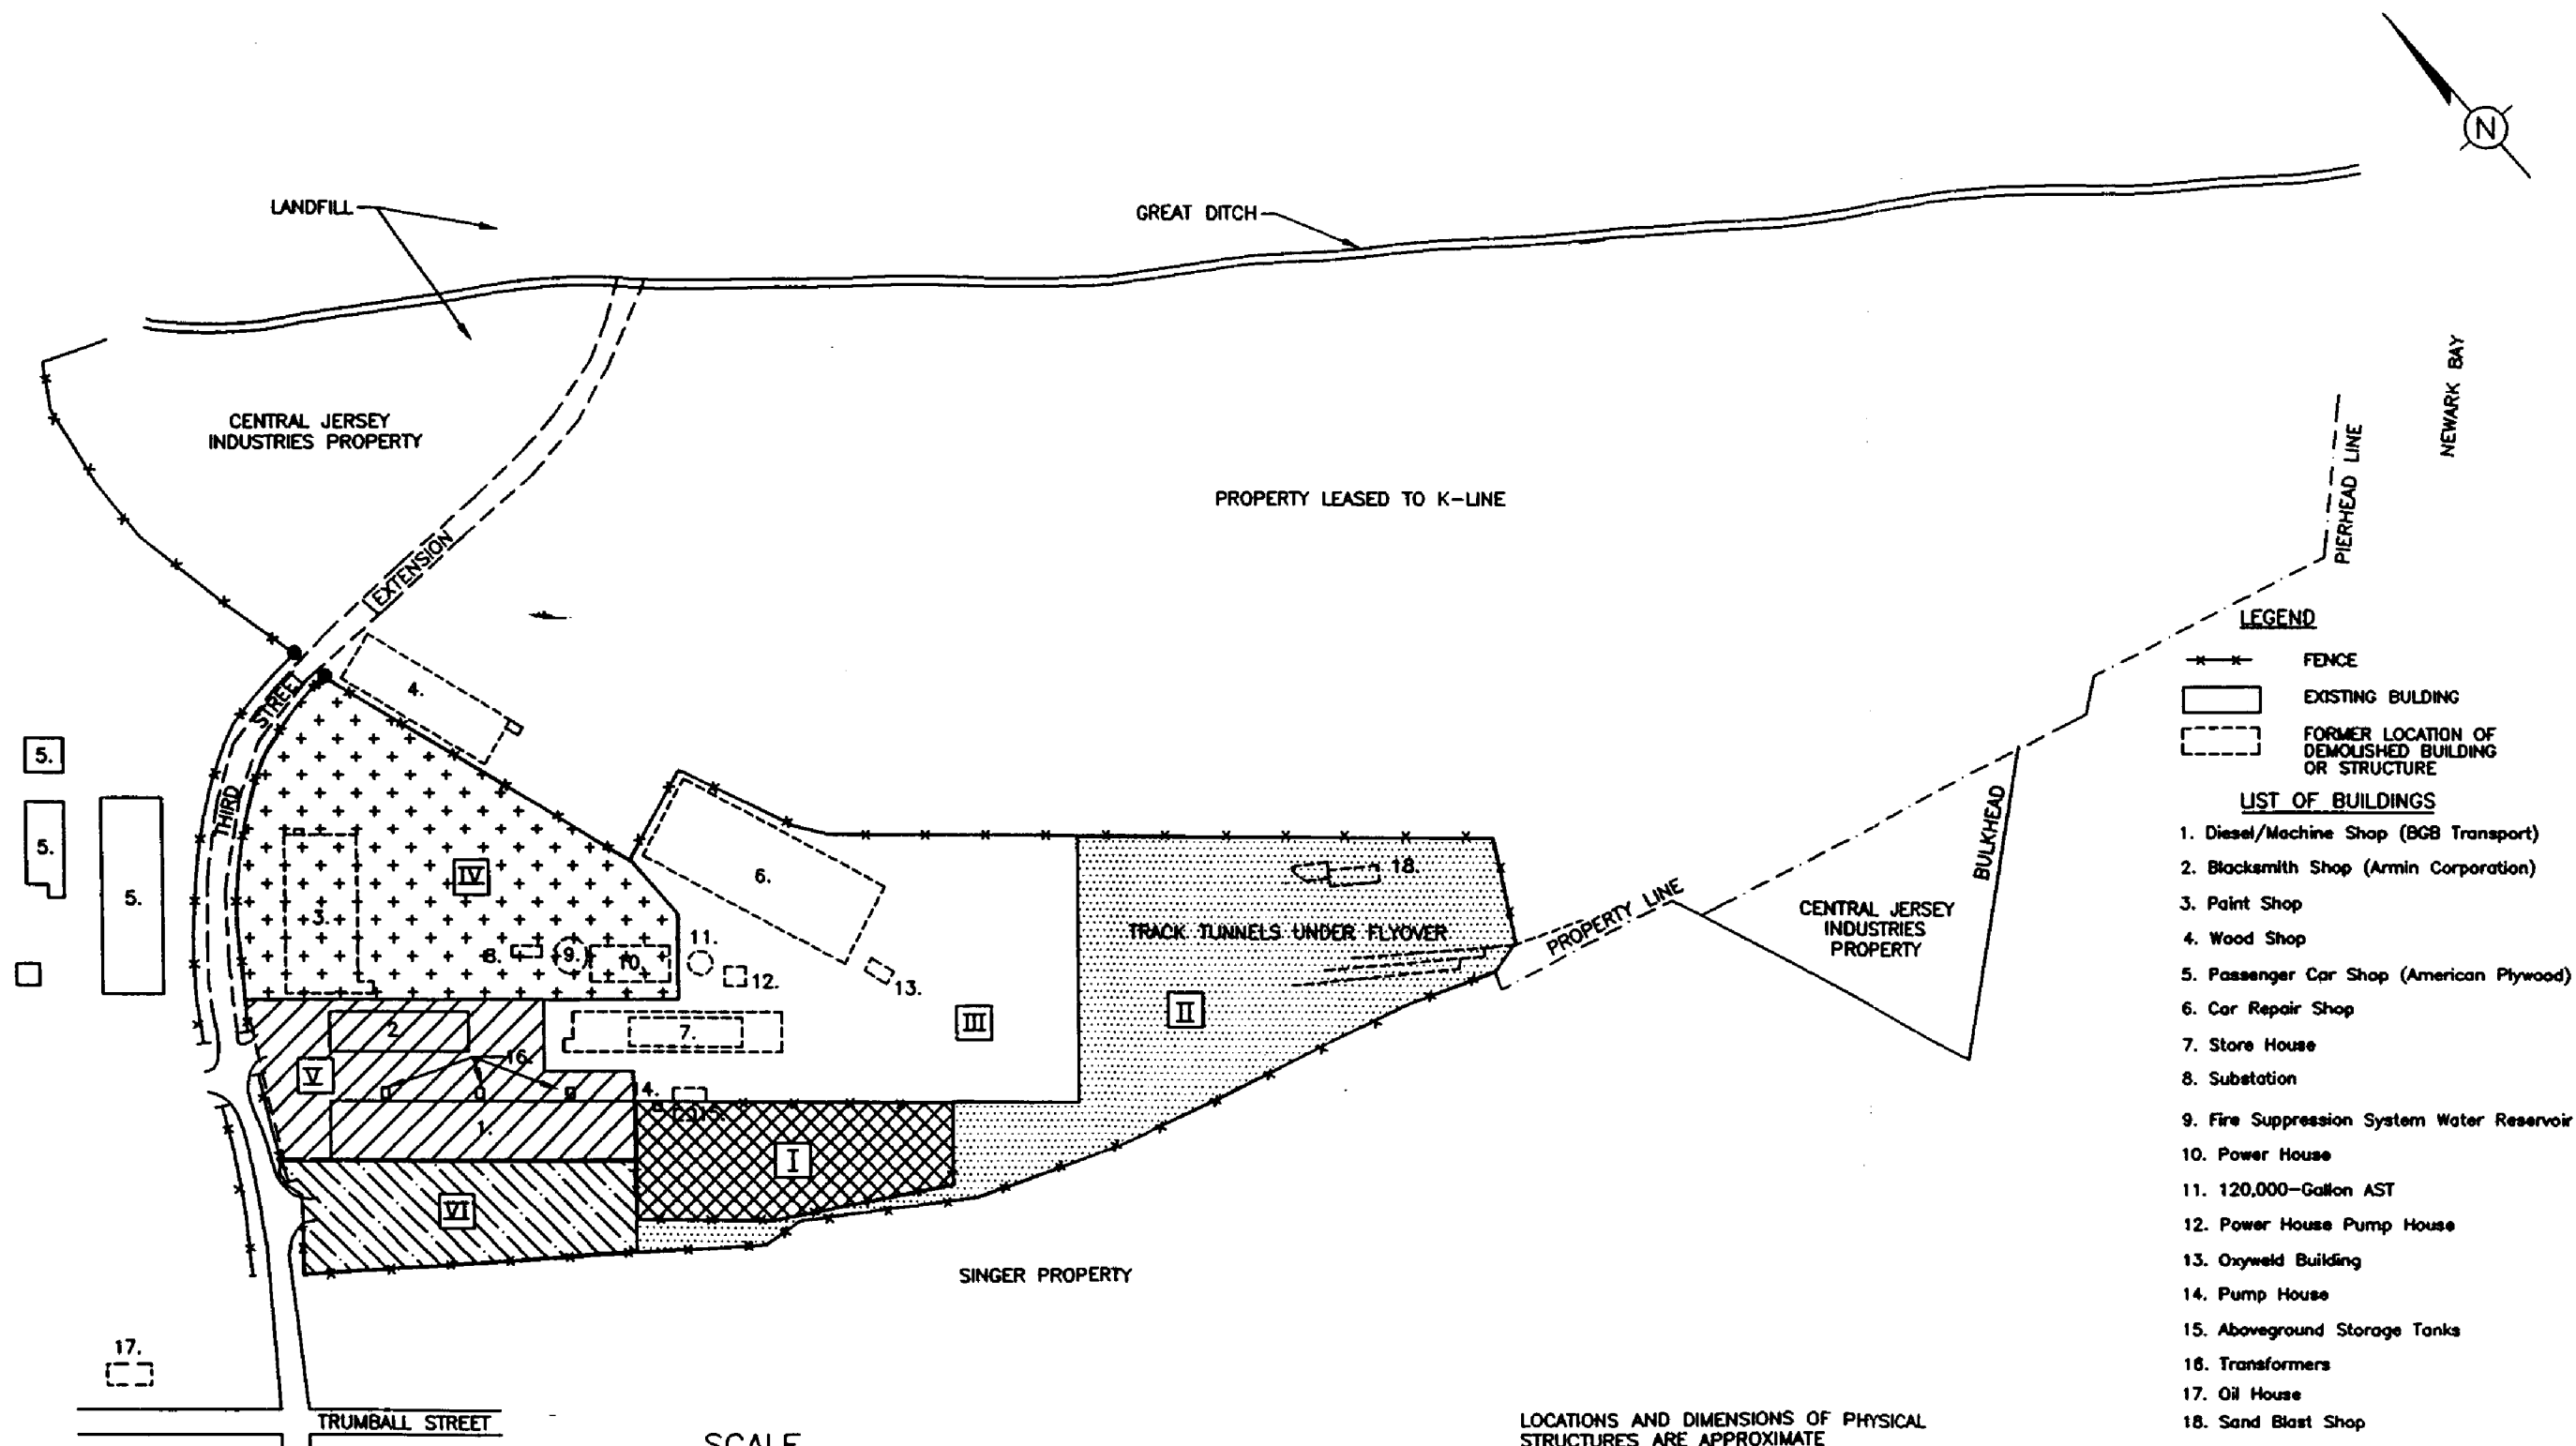 N
LANDFILL
GREAT DITCH
NEWARK BAY
CENTRAL JERSEY
INDUSTRIES PROPERTY
PIERHEAD LINE
PROPERTY LEASED TO K-LINE
THIRD STREET EXTENSION
4.
5.
5.
5.
6.
IV
3.
8.
9.
10.
11.
12.
13.
18.
TRACK TUNNELS UNDER FLYOVER
PROPERTY LINE
BULKHEAD
CENTRAL JERSEY
INDUSTRIES
PROPERTY
III
II
2
7.
16.
V
14.
1.
I
VI
SINGER PROPERTY
17.
TRUMBALL STREET
SCALE
LOCATIONS AND DIMENSIONS OF PHYSICAL
STRUCTURES ARE APPROXIMATE
LEGEND
FENCE
EXISTING BULDING
FORMER LOCATION OF
DEMOLISHED BUILDING
OR STRUCTURE
LIST OF BUILDINGS
1. Diesel/Machine Shop (BGB Transport)
2. Blacksmith Shop (Armin Corporation)
3. Paint Shop
4. Wood Shop
5. Passenger Car Shop (American Plywood)
6. Car Repair Shop
7. Store House
8. Substation
9. Fire Suppression System Water Reservoir
10. Power House
11. 120,000-Gallon AST
12. Power House Pump House
13. Oxyweld Building
14. Pump House
15. Aboveground Storage Tanks
16. Transformers
17. Oil House
18. Sand Blast Shop